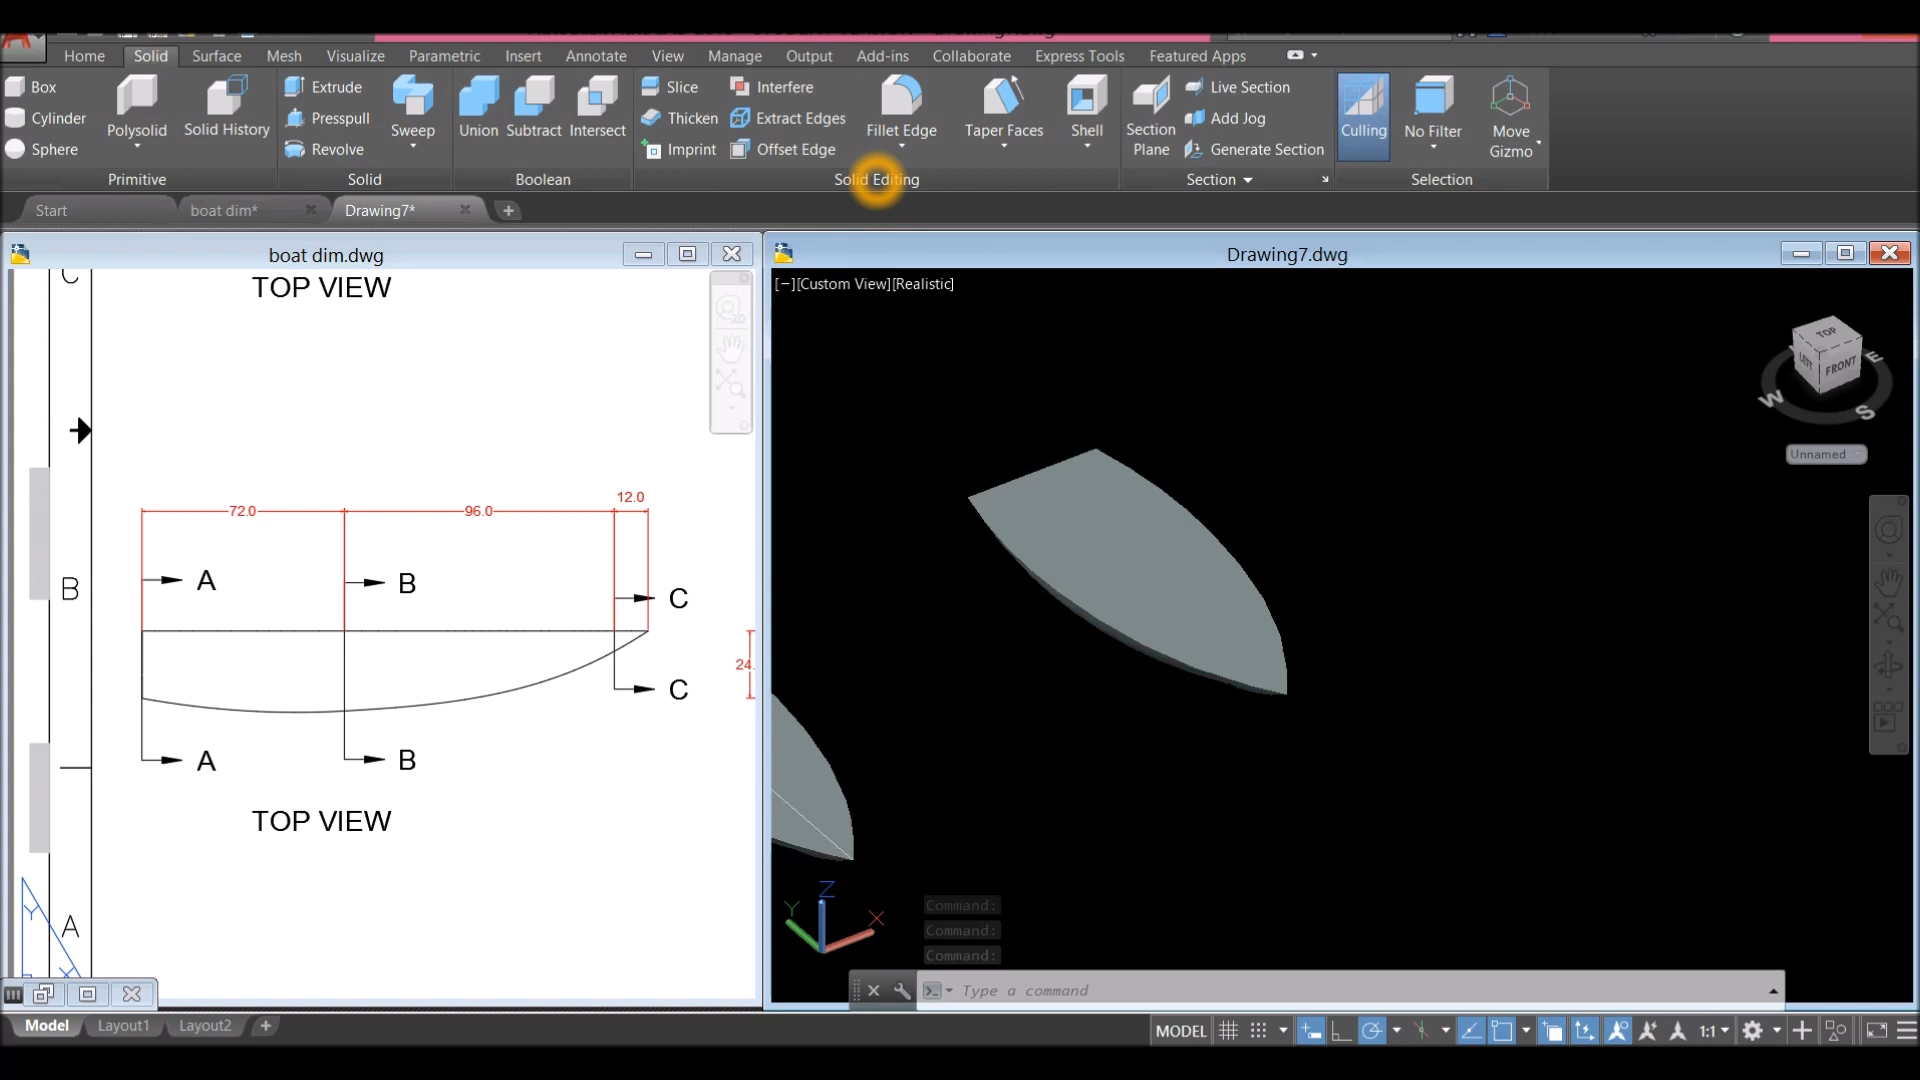 Home Solid Surface Mesh Visualize Parametric Insert Annotate View Manage Output Add-ins Collaborate Express Tools Featured Apps
Box
Cylinder
Sphere
Polysolid
Solid History
Primitive
Extrude
Presspull
Revolve
Sweep
Solid
Union
Subtract
Intersect
Boolean
Slice
Thicken
Imprint
Interfere
Extract Edges
Offset Edge
Fillet Edge
Taper Faces
Shell
Solid Editing
Section
Plane
Live Section
Add Jog
Generate Section
Section
Culling
No Filter
Move
Gizmo
Selection
Start
boat dim*
Drawing7*
boat dim.dwg
C
TOP VIEW
72.0
96.0
12.0
A
B
C
B
24.
C
A
B
TOP VIEW
A
Y
X
Drawing7.dwg
[−][Custom View][Realistic]
TOP
LEFT
FRONT
E
W
S
Unnamed
Z
Y
X
Command:
Command:
Command:
Type a command
Model Layout1 Layout2
MODEL
1:1